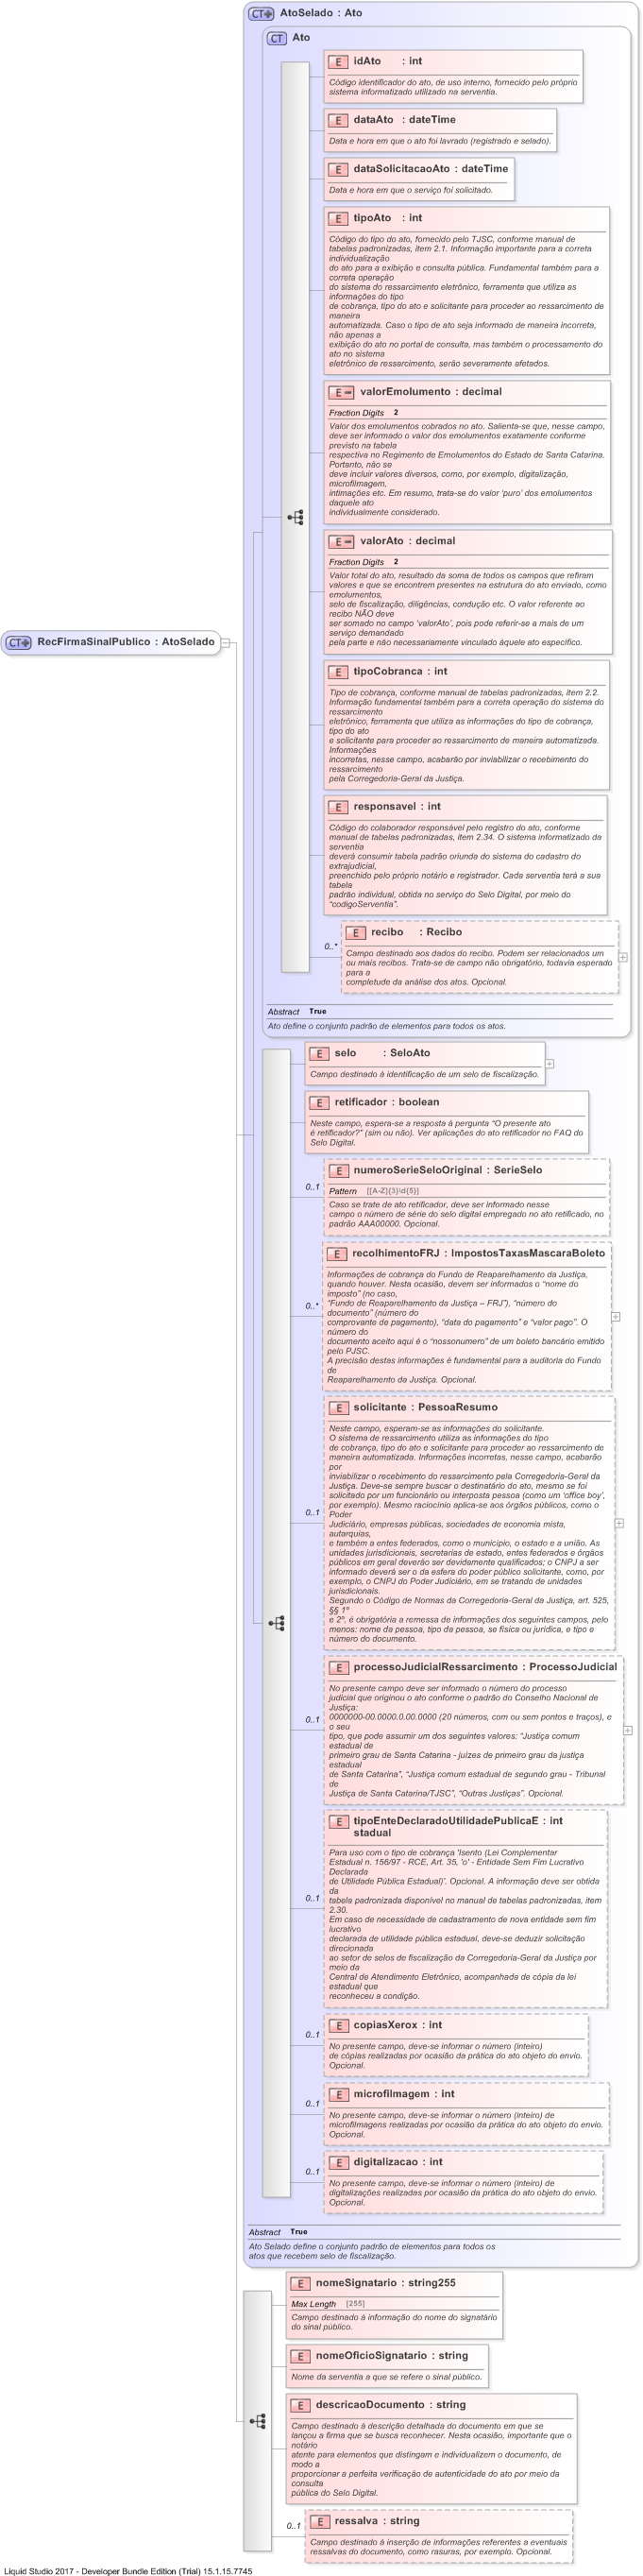 CT AtoSelado : Ato
CT Ato
E idAto : int
Código identificador do ato, de uso interno, fornecido pelo próprio
sistema informatizado utilizado na serventia.
E dataAto : dateTime
Data e hora em que o ato foi lavrado (registrado e selado).
E dataSolicitacaoAto : dateTime
Data e hora em que o serviço foi solicitado.
E tipoAto : int
Código do tipo do ato, fornecido pelo TJSC, conforme manual de
tabelas padronizadas, item 2.1. Informação importante para a correta
individualização
do ato para a exibição e consulta pública. Fundamental também para a
correta operação
do sistema do ressarcimento eletrônico, ferramenta que utiliza as
informações do tipo
de cobrança, tipo do ato e solicitante para proceder ao ressarcimento de
maneira
automatizada. Caso o tipo de ato seja informado de maneira incorreta,
não apenas a
exibição do ato no portal de consulta, mas também o processamento do
ato no sistema
eletrônico de ressarcimento, serão severamente afetados.
E valorEmolumento : decimal
Fraction Digits 2
Valor dos emolumentos cobrados no ato. Salienta-se que, nesse campo,
deve ser informado o valor dos emolumentos exatamente conforme
previsto na tabela
respectiva no Regimento de Emolumentos do Estado de Santa Catarina.
Portanto, não se
deve incluir valores diversos, como, por exemplo, digitalização,
microfilmagem,
intimações etc. Em resumo, trata-se do valor 'puro' dos emolumentos
daquele ato
individualmente considerado.
E valorAto : decimal
Fraction Digits 2
Valor total do ato, resultado da soma de todos os campos que refiram
valores e que se encontrem presentes na estrutura do ato enviado, como
emolumentos,
selo de fiscalização, diligências, condução etc. O valor referente ao
recibo NÃO deve
ser somado no campo 'valorAto', pois pode referir-se a mais de um
serviço demandado
pela parte e não necessariamente vinculado àquele ato específico.
RecFirmaSinalPublico : AtoSelado
E tipoCobranca : int
Tipo de cobrança, conforme manual de tabelas padronizadas, item 2.2.
Informação fundamental também para a correta operação do sistema do
ressarcimento
eletrônico, ferramenta que utiliza as informações do tipo de cobrança,
tipo do ato
e solicitante para proceder ao ressarcimento de maneira automatizada.
Informações
incorretas, nesse campo, acabarão por inviabilizar o recebimento do
ressarcimento
pela Corregedoria-Geral da Justiça.
E responsavel : int
Código do colaborador responsável pelo registro do ato, conforme
manual de tabelas padronizadas, item 2.34. O sistema informatizado da
serventia
deverá consumir tabela padrão oriunda do sistema do cadastro do
extrajudicial,
preenchido pelo próprio notário e registrador. Cada serventia terá a sua
tabela
padrão individual, obtida no serviço do Selo Digital, por meio do
"codigoServentia".
E recibo : Recibo
0..*
Campo destinado aos dados do recibo. Podem ser relacionados um
ou mais recibos. Trata-se de campo não obrigatório, todavia esperado
para a
completude da análise dos atos. Opcional.
Abstract True
Ato define o conjunto padrão de elementos para todos os atos.
E selo : SeloAto
Campo destinado à identificação de um selo de fiscalização.
E retificador : boolean
Neste campo, espera-se a resposta à pergunta "O presente ato
é retificador?" (sim ou não). Ver aplicações do ato retificador no FAQ do
Selo Digital.
E numeroSerieSeloOriginal : SerieSelo
0..1
Pattern [[A-Z]{3}\d{5}]
Caso se trate de ato retificador, deve ser informado nesse
campo o número de série do selo digital empregado no ato retificado, no
padrão AAA00000. Opcional.
E recolhimentoFRJ : ImpostosTaxasMascaraBoleto
0..*
Informações de cobrança do Fundo de Reaparelhamento da Justiça,
quando houver. Nesta ocasião, devem ser informados o "nome do
imposto" (no caso,
"Fundo de Reaparelhamento da Justiça – FRJ"), "número do
documento" (número do
comprovante de pagamento), "data do pagamento" e "valor pago". O
número do
documento aceito aqui é o "nossonumero" de um boleto bancário emitido
pelo PJSC.
A precisão destas informações é fundamental para a auditoria do Fundo
de
Reaparelhamento da Justiça. Opcional.
E solicitante : PessoaResumo
0..1
Neste campo, esperam-se as informações do solicitante.
O sistema de ressarcimento utiliza as informações do tipo
de cobrança, tipo do ato e solicitante para proceder ao ressarcimento de
maneira automatizada. Informações incorretas, nesse campo, acabarão
por
inviabilizar o recebimento do ressarcimento pela Corregedoria-Geral da
Justiça. Deve-se sempre buscar o destinatário do ato, mesmo se foi
solicitado por um funcionário ou interposta pessoa (como um 'office boy',
por exemplo). Mesmo raciocínio aplica-se aos órgãos públicos, como o
Poder
Judiciário, empresas públicas, sociedades de economia mista,
autarquias,
e também a entes federados, como o município, o estado e a união. As
unidades jurisdicionais, secretarias de estado, entes federados e órgãos
públicos em geral deverão ser devidamente qualificados; o CNPJ a ser
informado deverá ser o da esfera do poder público solicitante, como, por
exemplo, o CNPJ do Poder Judiciário, em se tratando de unidades
jurisdicionais.
Segundo o Código de Normas da Corregedoria-Geral da Justiça, art. 525,
§§ 1º
e 2º, é obrigatória a remessa de informações dos seguintes campos, pelo
menos: nome da pessoa, tipo da pessoa, se física ou jurídica, e tipo e
número do documento.
E processoJudicialRessarcimento : ProcessoJudicial
0..1
No presente campo deve ser informado o número do processo
judicial que originou o ato conforme o padrão do Conselho Nacional de
Justiça:
0000000-00.0000.0.00.0000 (20 números, com ou sem pontos e traços), e
o seu
tipo, que pode assumir um dos seguintes valores: "Justiça comum
estadual de
primeiro grau de Santa Catarina - juízes de primeiro grau da justiça
estadual
de Santa Catarina", "Justiça comum estadual de segundo grau - Tribunal
de
Justiça de Santa Catarina/TJSC", "Outras Justiças". Opcional.
E tipoEnteDeclaradoUtilidadePublicaE : int
stadual
0..1
Para uso com o tipo de cobrança 'Isento (Lei Complementar
Estadual n. 156/97 - RCE, Art. 35, 'o' - Entidade Sem Fim Lucrativo
Declarada
de Utilidade Pública Estadual)'. Opcional. A informação deve ser obtida
da
tabela padronizada disponível no manual de tabelas padronizadas, item
2.30.
Em caso de necessidade de cadastramento de nova entidade sem fim
lucrativo
declarada de utilidade pública estadual, deve-se deduzir solicitação
direcionada
ao setor de selos de fiscalização da Corregedoria-Geral da Justiça por
meio da
Central de Atendimento Eletrônico, acompanhada de cópia da lei
estadual que
reconheceu a condição.
E copiasXerox : int
0..1
No presente campo, deve-se informar o número (inteiro)
de cópias realizadas por ocasião da prática do ato objeto do envio.
Opcional.
E microfilmagem : int
0..1
No presente campo, deve-se informar o número (inteiro) de
microfilmagens realizadas por ocasião da prática do ato objeto do envio.
Opcional.
E digitalizacao : int
0..1
No presente campo, deve-se informar o número (inteiro) de
digitalizações realizadas por ocasião da prática do ato objeto do envio.
Opcional.
Abstract True
Ato Selado define o conjunto padrão de elementos para todos os
atos que recebem selo de fiscalização.
E nomeSignatario : string255
Max Length [255]
Campo destinado à informação do nome do signatário
do sinal público.
E nomeOficioSignatario : string
Nome da serventia a que se refere o sinal público.
E descricaoDocumento : string
Campo destinado à descrição detalhada do documento em que se
lançou a firma que se busca reconhecer. Nesta ocasião, importante que o
notário
atente para elementos que distingam e individualizem o documento, de
modo a
proporcionar a perfeita verificação de autenticidade do ato por meio da
consulta
pública do Selo Digital.
E ressalva : string
0..1
Campo destinado à inserção de informações referentes a eventuais
ressalvas do documento, como rasuras, por exemplo. Opcional.
Liquid Studio 2017 - Developer Bundle Edition (Trial) 15.1.15.7745